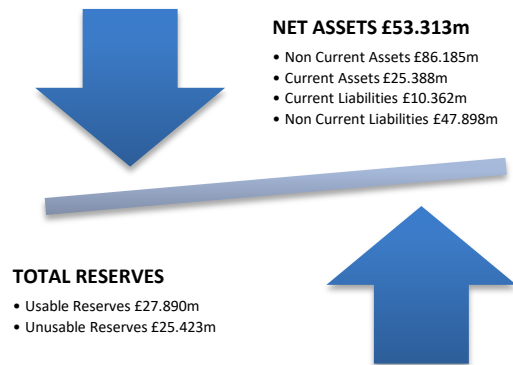 NET ASSETS £53.313m
• Non Current Assets £86.185m
• Current Assets £25.388m
• Current Liabilities £10.362m
• Non Current Liabilities £47.898m
TOTAL RESERVES
• Usable Reserves £27.890m
• Unusable Reserves £25.423m